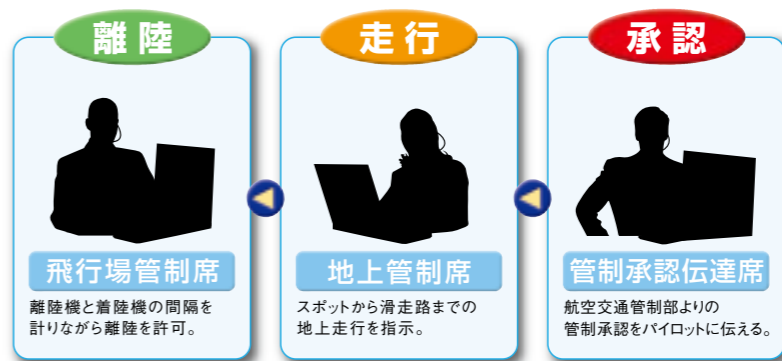 離陸
飛行場管制席
離陸機と着陸機の間隔を
計りながら離陸を許可。
走行
地上管制席
スポットから滑走路までの
地上走行を指示。
承認
管制承認伝達席
航空交通管制部よりの
管制承認をパイロットに伝える。